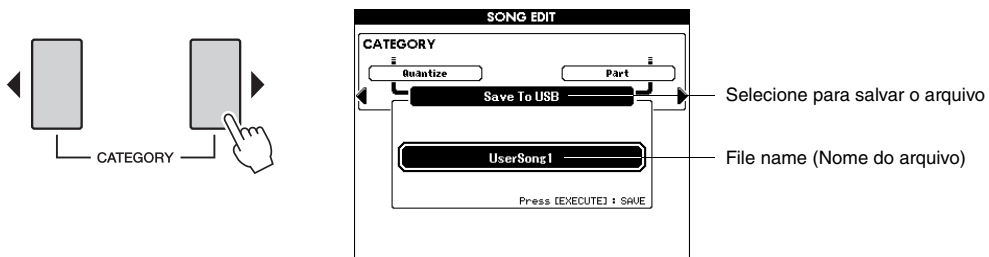 SONG EDIT
CATEGORY
Quantize
Part
Save To USB
Selecione para salvar o arquivo
UserSong1
File name (Nome do arquivo)
Press [EXECUTE] : SAVE
CATEGORY